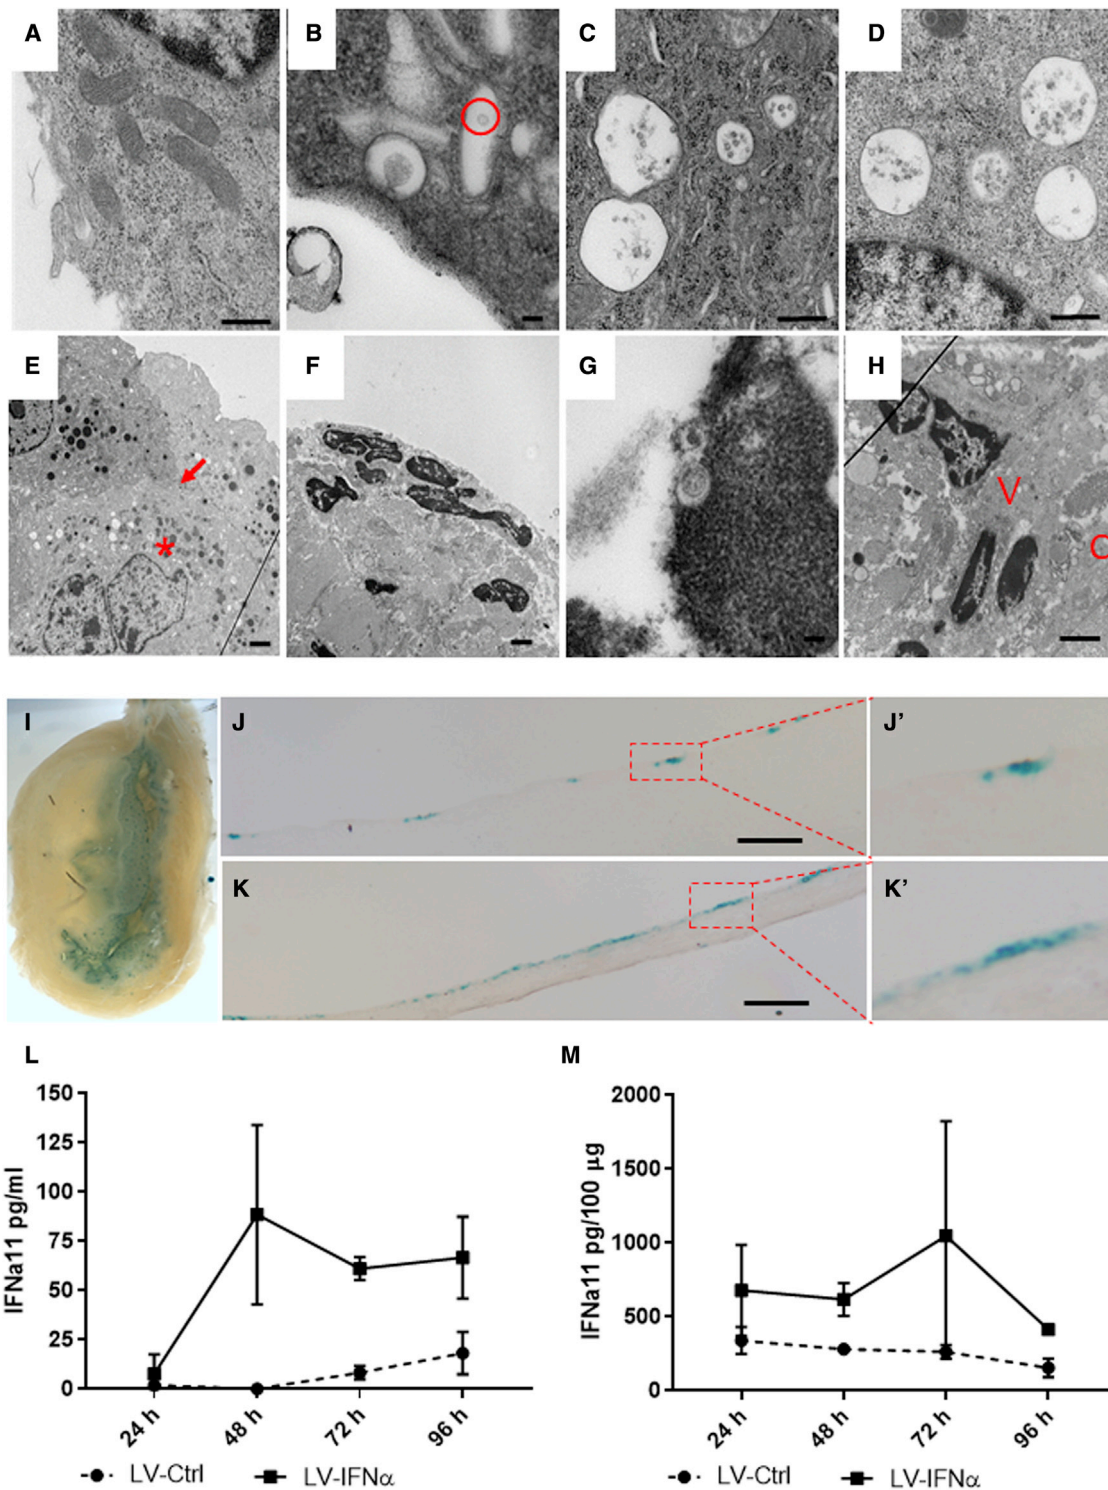 A B C D
E F G H
*
V
C
I J J’
K K’
L M
150
125
100
75
50
25
0
IFNa11 pg/ml
24 h 48 h 72 h 96 h
LV-Ctrl LV-IFNα
2000
1500
1000
500
0
IFNa11 pg/100 µg
24 h 48 h 72 h 96 h
LV-Ctrl LV-IFNα